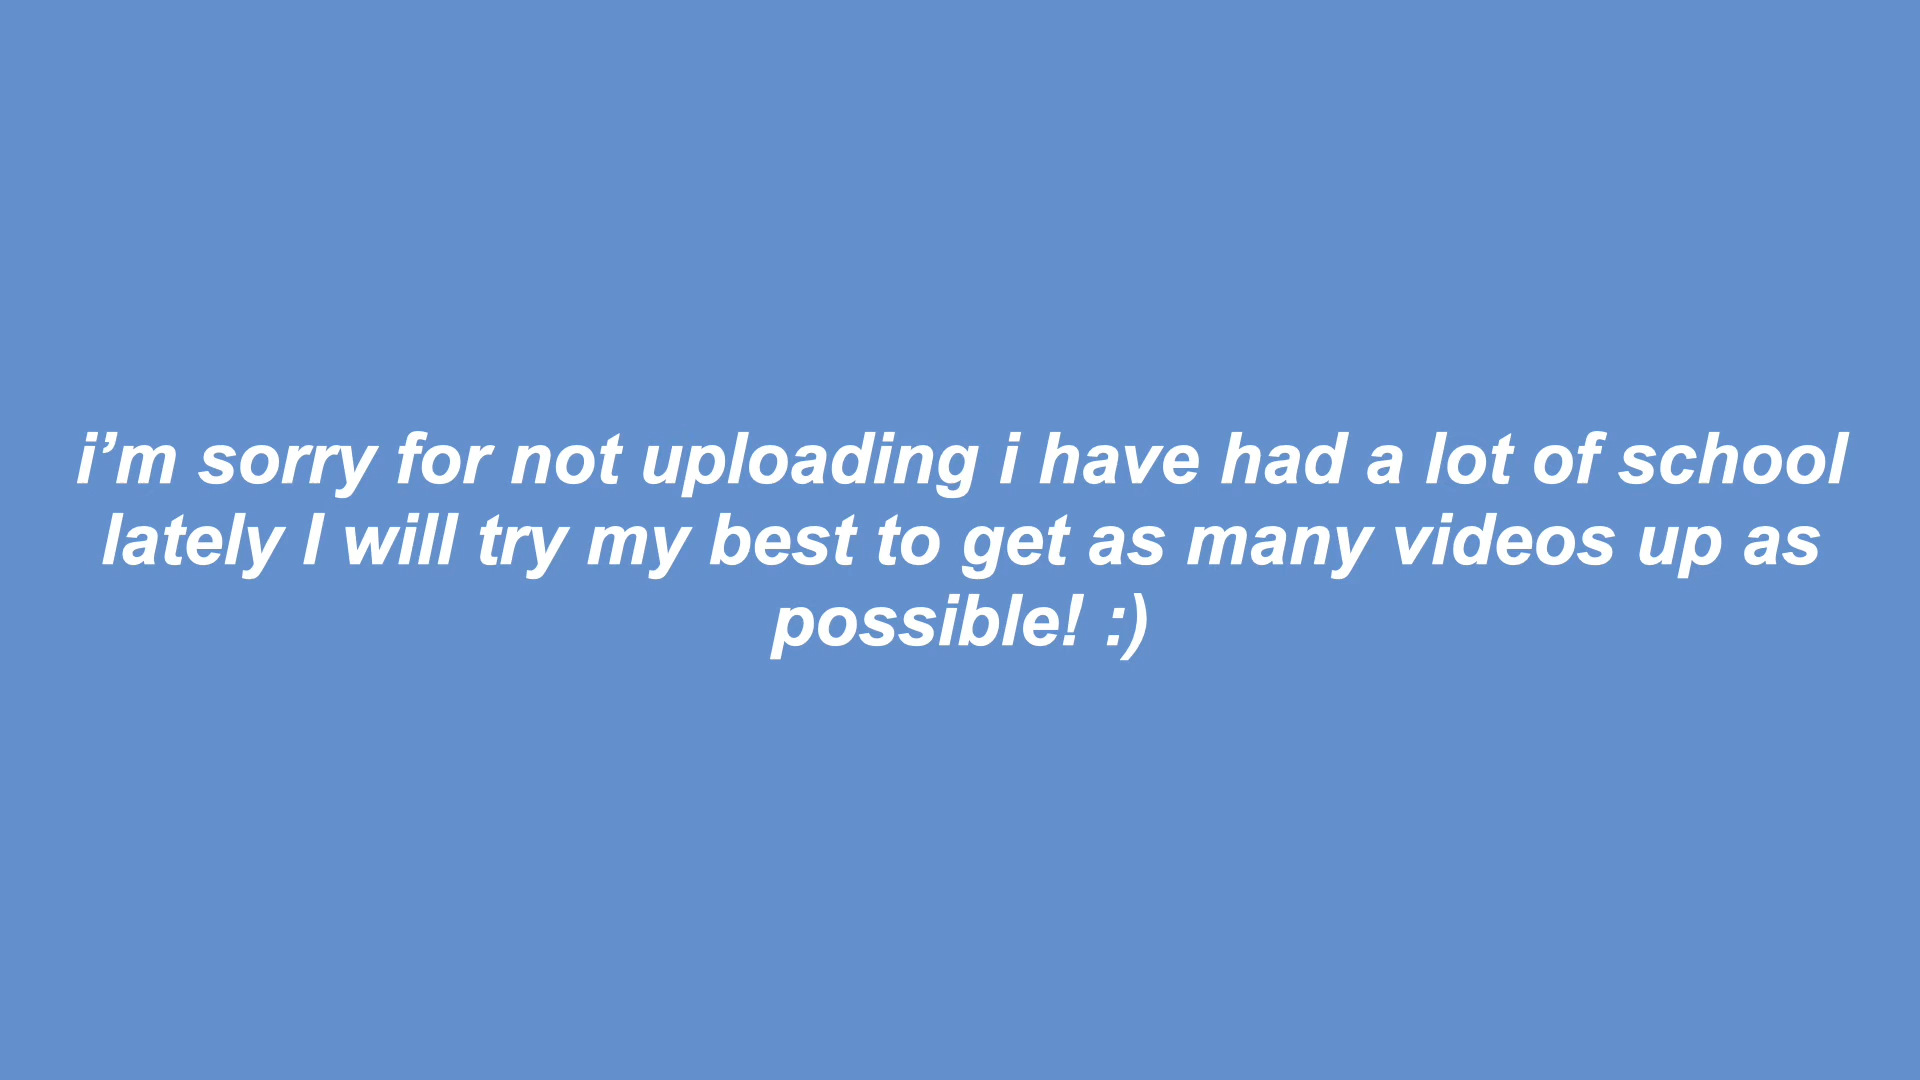 i’m sorry for not uploading i have had a lot of school
lately I will try my best to get as many videos up as
possible! :)